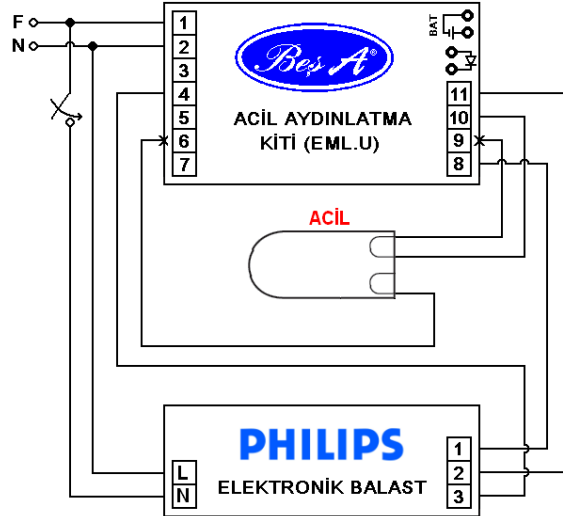 F
N
1
2
3
4
5
6
7
Beş A®
BAT
ACİL AYDINLATMA
KİTİ (EML.U)
11
10
9
8
ACİL
PHILIPS
ELEKTRONİK BALAST
L
N
1
2
3